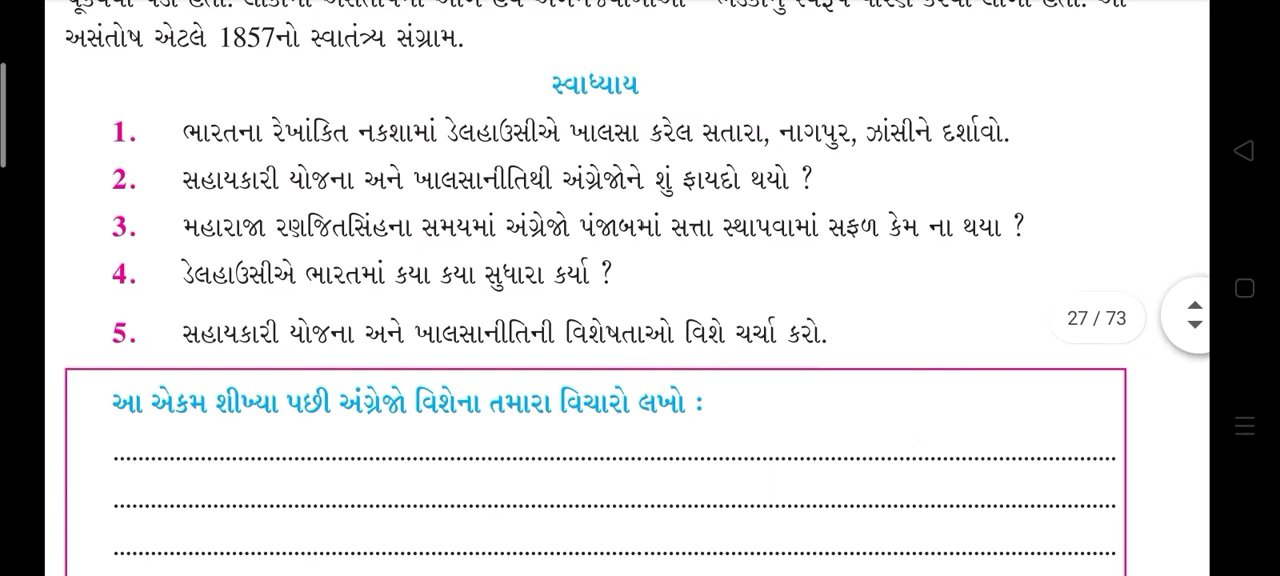 અસંતોષ એટલે 1857નો સ્વાતંત્ર્ય સંગ્રામ.
સ્વાધ્યાય
1. ભારતના રેખાંકિત નકશામાં ડેલહાઉસીએ ખાલસા કરેલ સતારા, નાગપુર, ઝાંસીને દર્શાવો.
2. સહાયકારી યોજના અને ખાલસાનીતિથી અંગ્રેજોને શું ફાયદો થયો ?
3. મહારાજા રણજિતસિંહના સમયમાં અંગ્રેજો પંજાબમાં સત્તા સ્થાપવામાં સફળ કેમ ના થયા ?
4. ડેલહાઉસીએ ભારતમાં કયા કયા સુધારા કર્યા ?
5. સહાયકારી યોજના અને ખાલસાનીતિની વિશેષતાઓ વિશે ચર્ચા કરો.
27 / 73
આ એકમ શીખ્યા પછી અંગ્રેજો વિશેના તમારા વિચારો લખો :